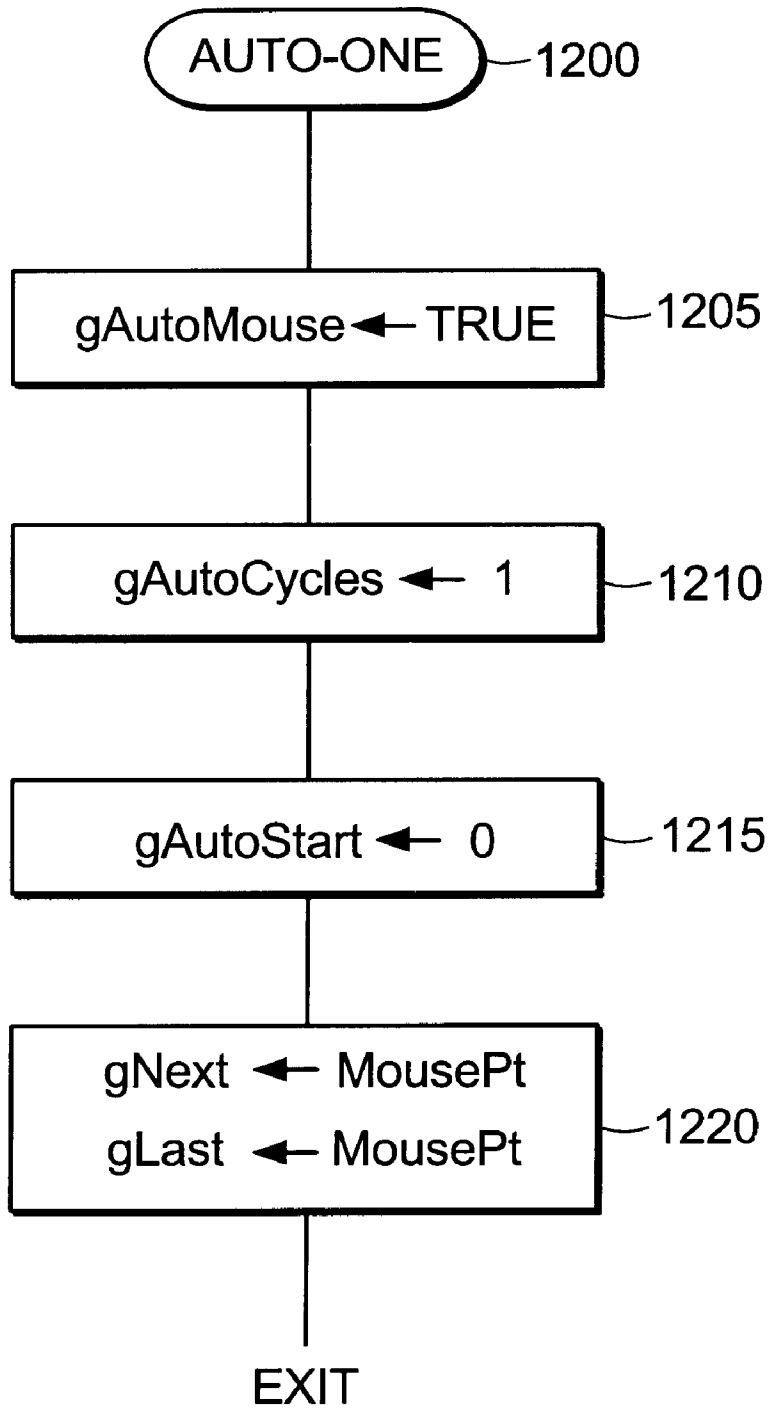 AUTO-ONE 1200
gAutoMouse ← TRUE 1205
gAutoCycles ← 1 1210
gAutoStart ← 0 1215
gNext ← MousePt
gLast ← MousePt 1220
EXIT